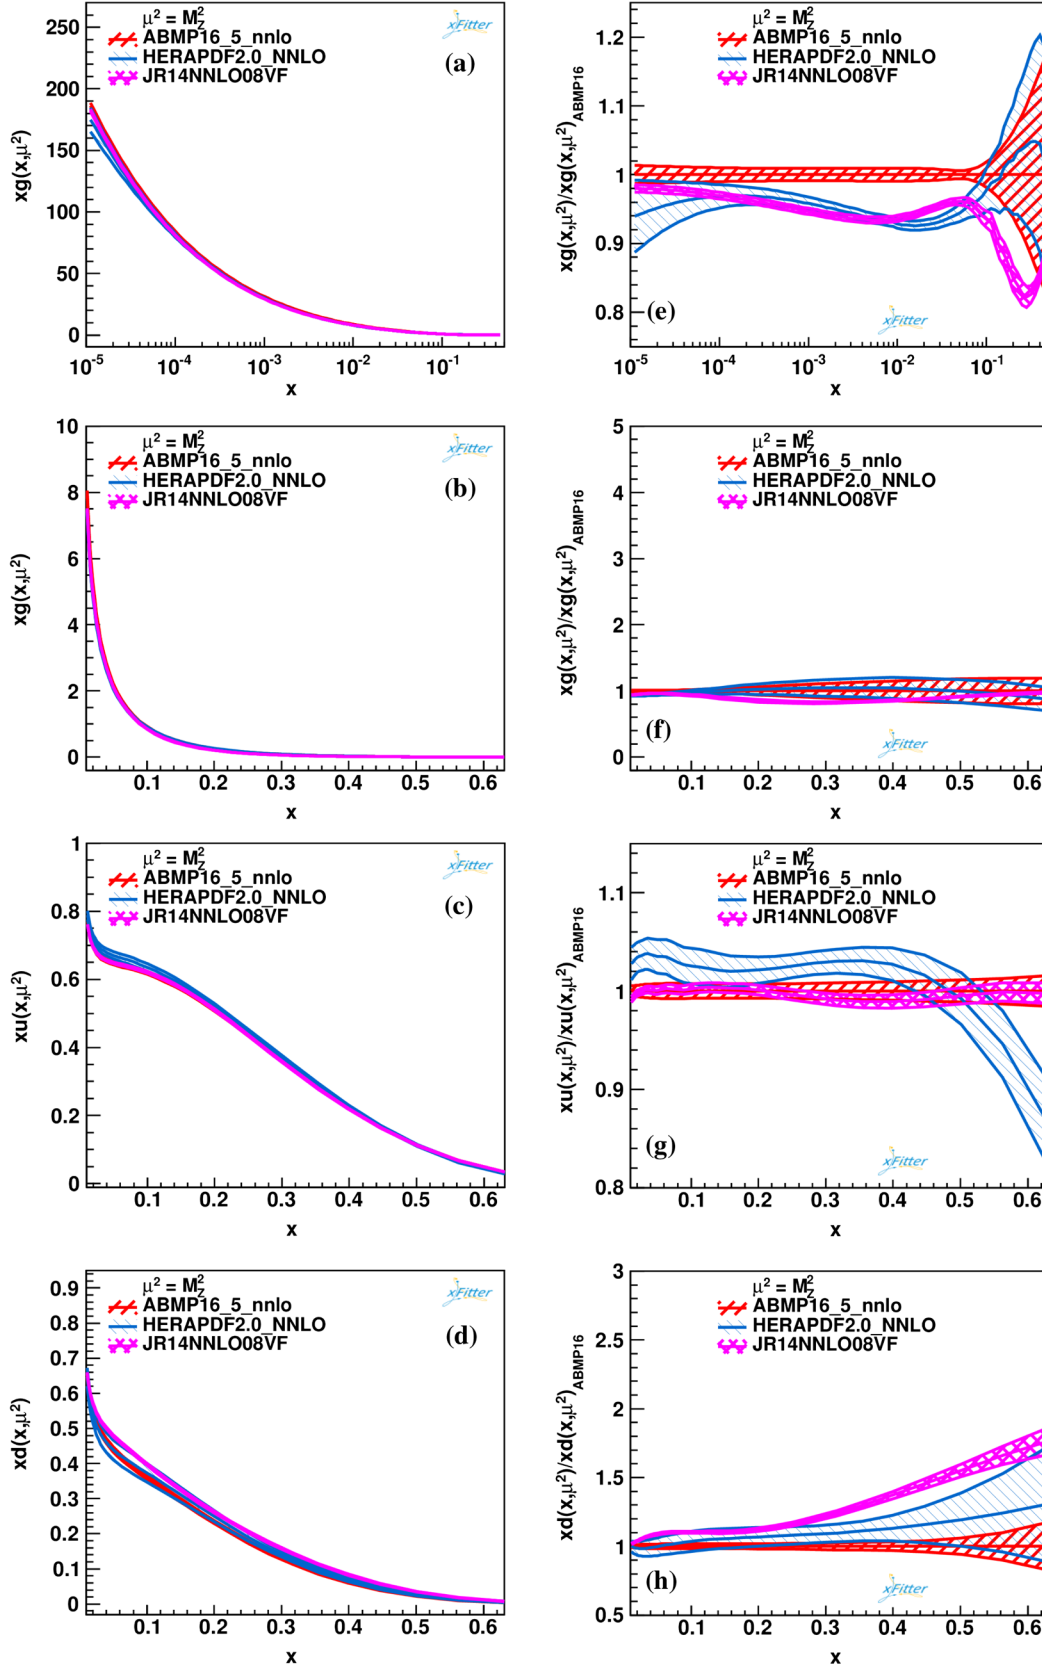 μ² = M_Z²
ABMP16_5_nnlo
HERAPDF2.0_NNLO
JR14NNLO08VF
xFitter
(a)
xg(x,μ²)
250
200
150
100
50
0
10⁻⁵ 10⁻⁴ 10⁻³ 10⁻² 10⁻¹
x
μ² = M_Z²
ABMP16_5_nnlo
HERAPDF2.0_NNLO
JR14NNLO08VF
xg(x,μ²)/xg(x,μ²)_ABMP16
1.2
1.1
1
0.9
0.8
(e)
xFitter
10⁻⁵ 10⁻⁴ 10⁻³ 10⁻² 10⁻¹
x
μ² = M_Z²
ABMP16_5_nnlo
HERAPDF2.0_NNLO
JR14NNLO08VF
xFitter
(b)
xg(x,μ²)
10
8
6
4
2
0
0.1 0.2 0.3 0.4 0.5 0.6
x
μ² = M_Z²
ABMP16_5_nnlo
HERAPDF2.0_NNLO
JR14NNLO08VF
xg(x,μ²)/xg(x,μ²)_ABMP16
5
4
3
2
1
0
(f)
xFitter
0.1 0.2 0.3 0.4 0.5 0.6
x
μ² = M_Z²
ABMP16_5_nnlo
HERAPDF2.0_NNLO
JR14NNLO08VF
xFitter
(c)
xu(x,μ²)
1
0.8
0.6
0.4
0.2
0
0.1 0.2 0.3 0.4 0.5 0.6
x
μ² = M_Z²
ABMP16_5_nnlo
HERAPDF2.0_NNLO
JR14NNLO08VF
xu(x,μ²)/xu(x,μ²)_ABMP16
1.1
1
0.9
0.8
(g)
xFitter
0.1 0.2 0.3 0.4 0.5 0.6
x
μ² = M_Z²
ABMP16_5_nnlo
HERAPDF2.0_NNLO
JR14NNLO08VF
xFitter
(d)
xd(x,μ²)
0.9
0.8
0.7
0.6
0.5
0.4
0.3
0.2
0.1
0
0.1 0.2 0.3 0.4 0.5 0.6
x
μ² = M_Z²
ABMP16_5_nnlo
HERAPDF2.0_NNLO
JR14NNLO08VF
xd(x,μ²)/xd(x,μ²)_ABMP16
3
2.5
2
1.5
1
0.5
(h)
xFitter
0.1 0.2 0.3 0.4 0.5 0.6
x